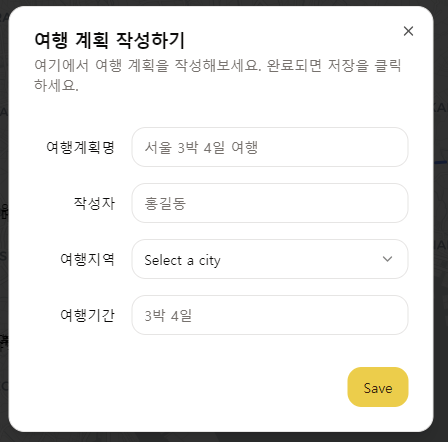 여행 계획 작성하기
여기에서 여행 계획을 작성해보세요. 완료되면 저장을 클릭
하세요.
여행계획명
서울 3박 4일 여행
작성자
홍길동
여행지역
Select a city
여행기간
3박 4일
Save